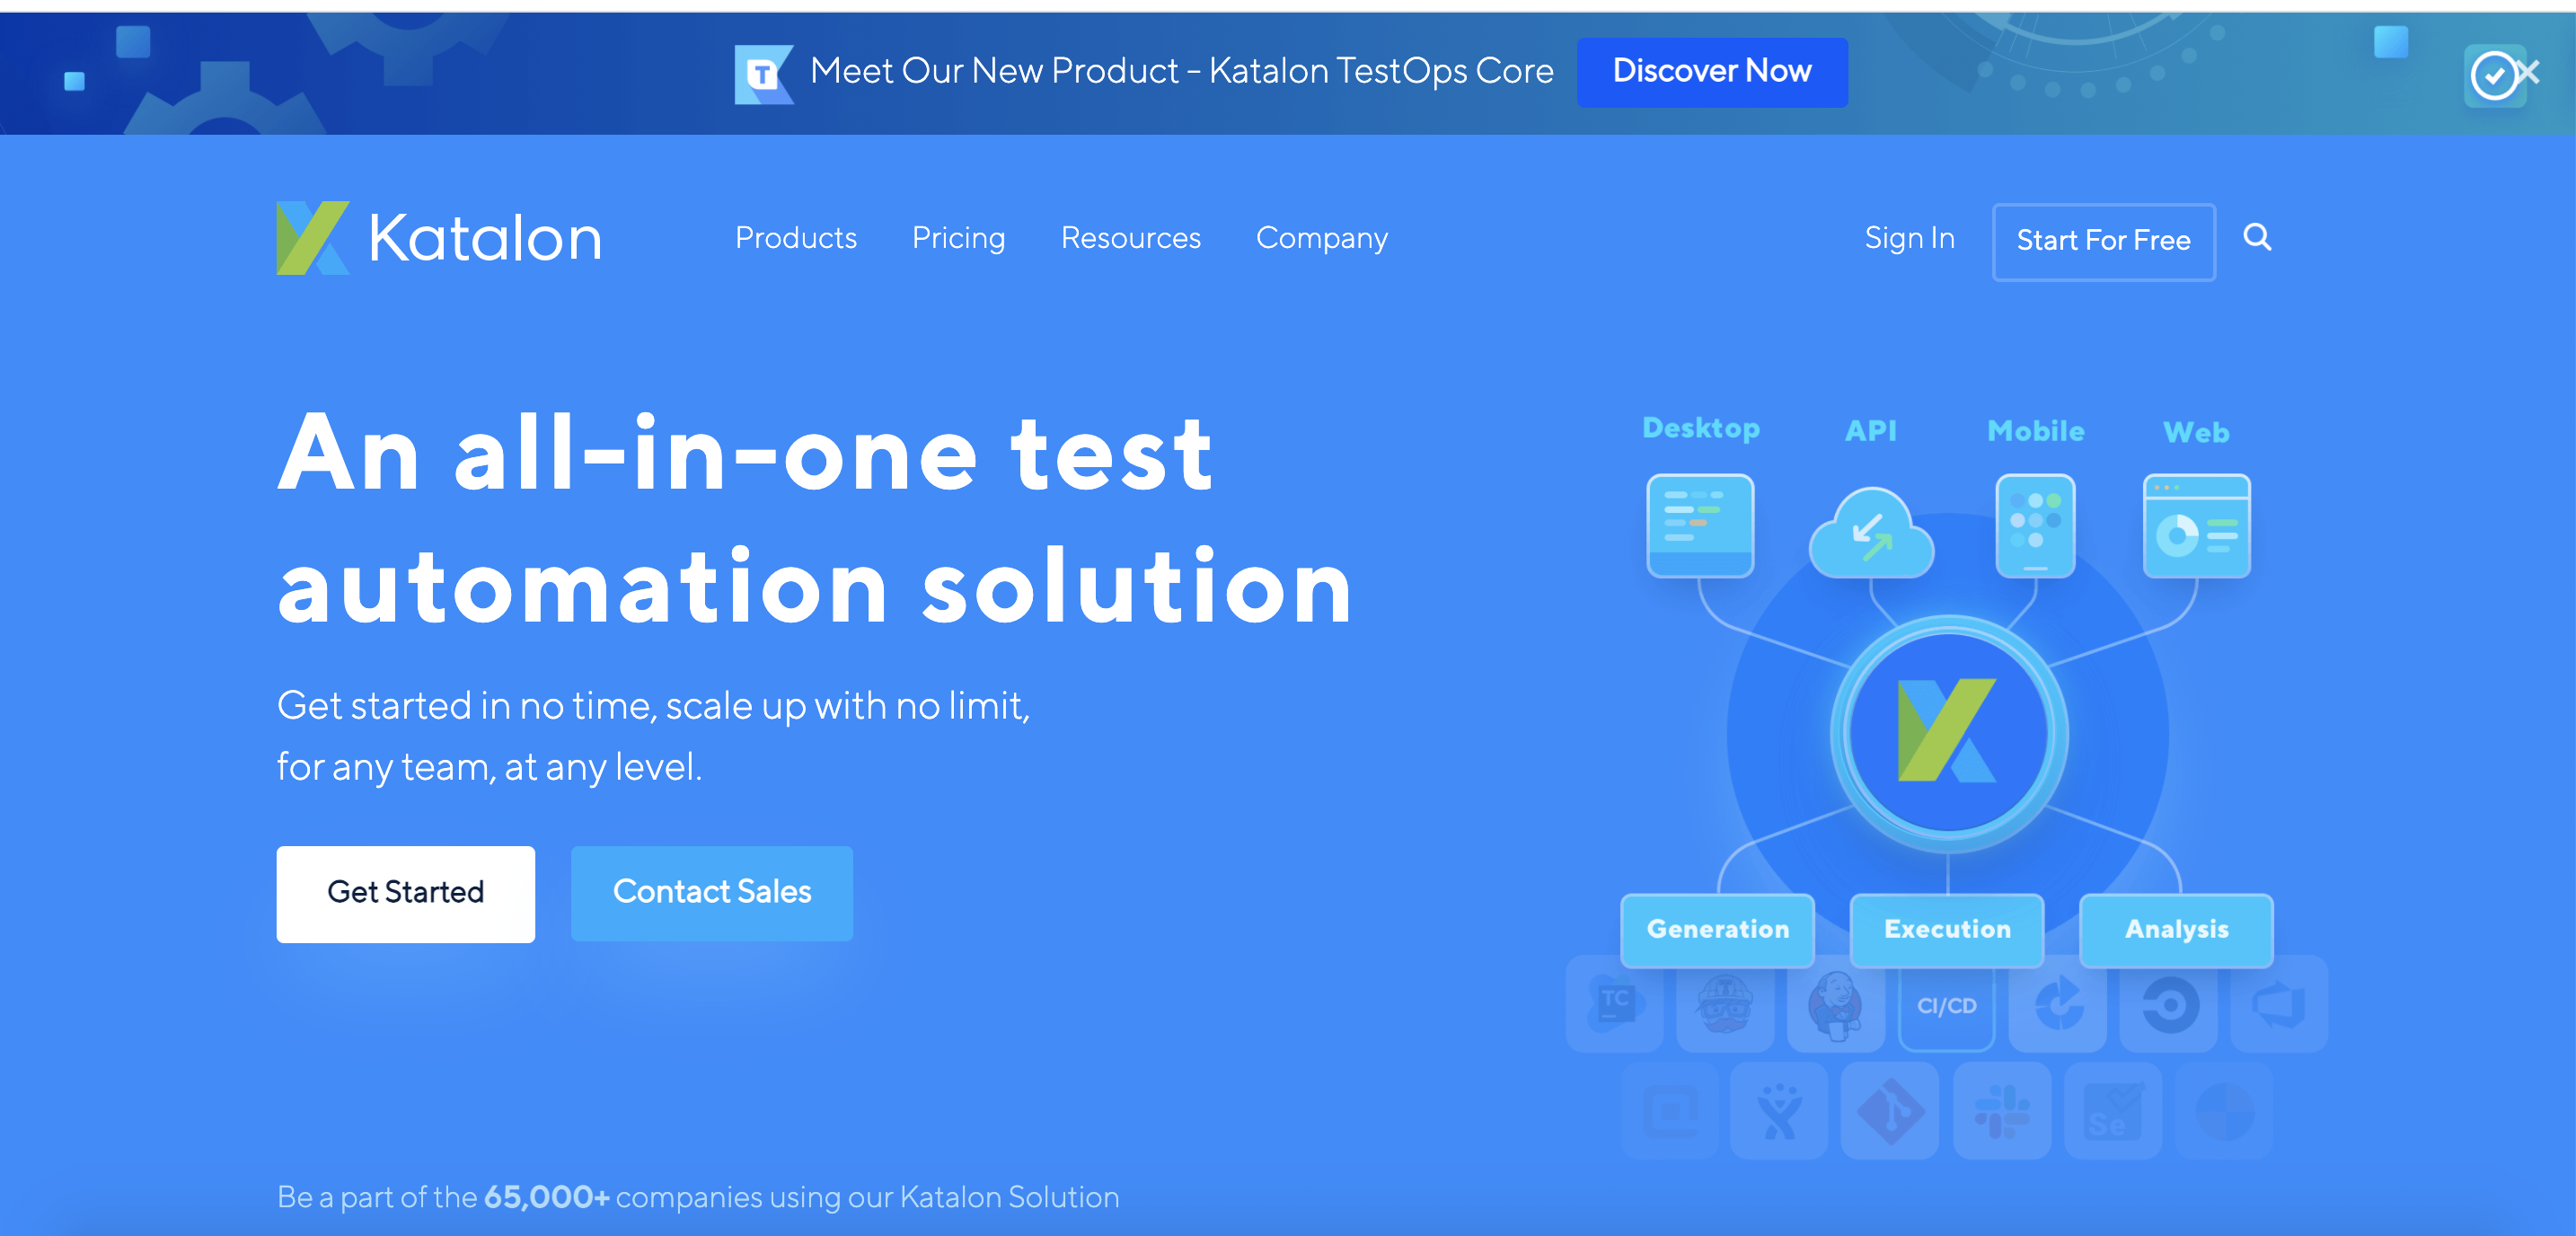 T Meet Our New Product - Katalon TestOps Core Discover Now
Katalon Products Pricing Resources Company Sign In Start For Free
An all-in-one test
automation solution
Get started in no time, scale up with no limit,
for any team, at any level.
Get Started Contact Sales
Desktop API Mobile Web
Generation Execution Analysis
TC CI/CD
Se
Be a part of the 65,000+ companies using our Katalon Solution